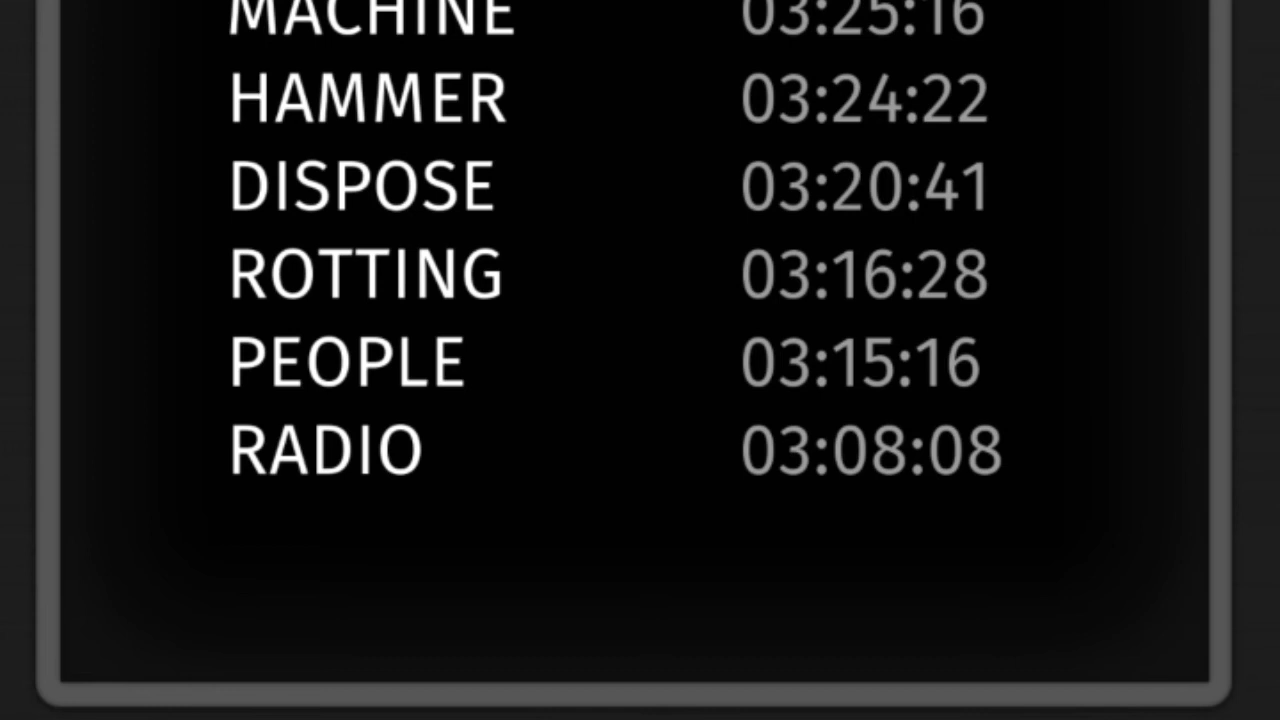 MACHINE 03:25:16
HAMMER 03:24:22
DISPOSE 03:20:41
ROTTING 03:16:28
PEOPLE 03:15:16
RADIO 03:08:08